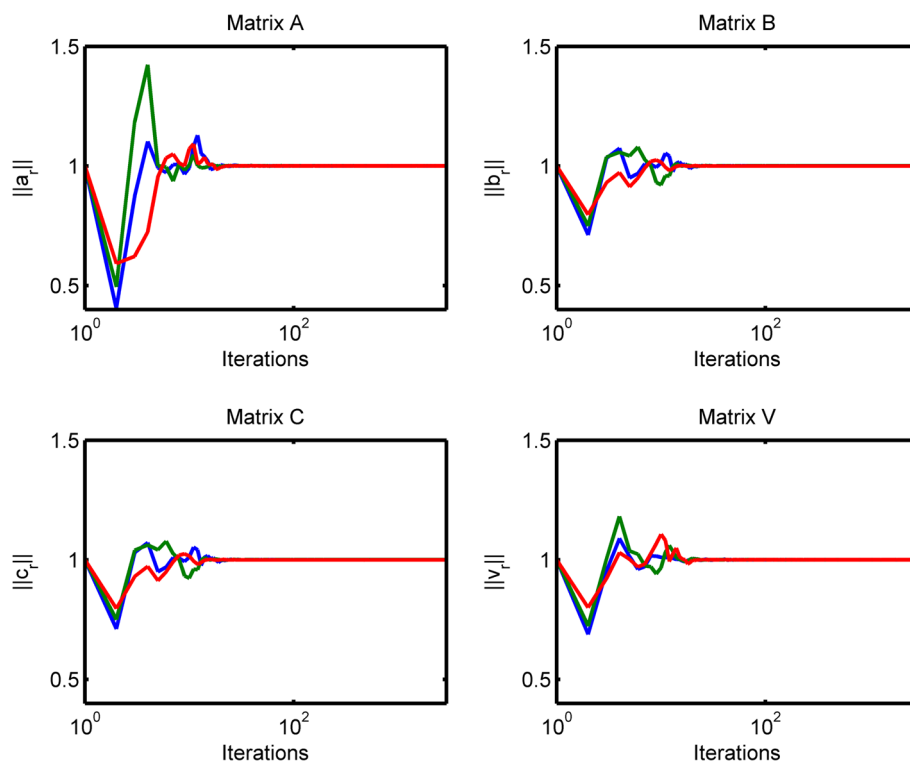 Matrix A
1.5
1
0.5
||a_r||
10^0
10^2
Iterations
Matrix B
1.5
1
0.5
||b_r||
10^0
10^2
Iterations
Matrix C
1.5
1
0.5
||c_r||
10^0
10^2
Iterations
Matrix V
1.5
1
0.5
||v_r||
10^0
10^2
Iterations